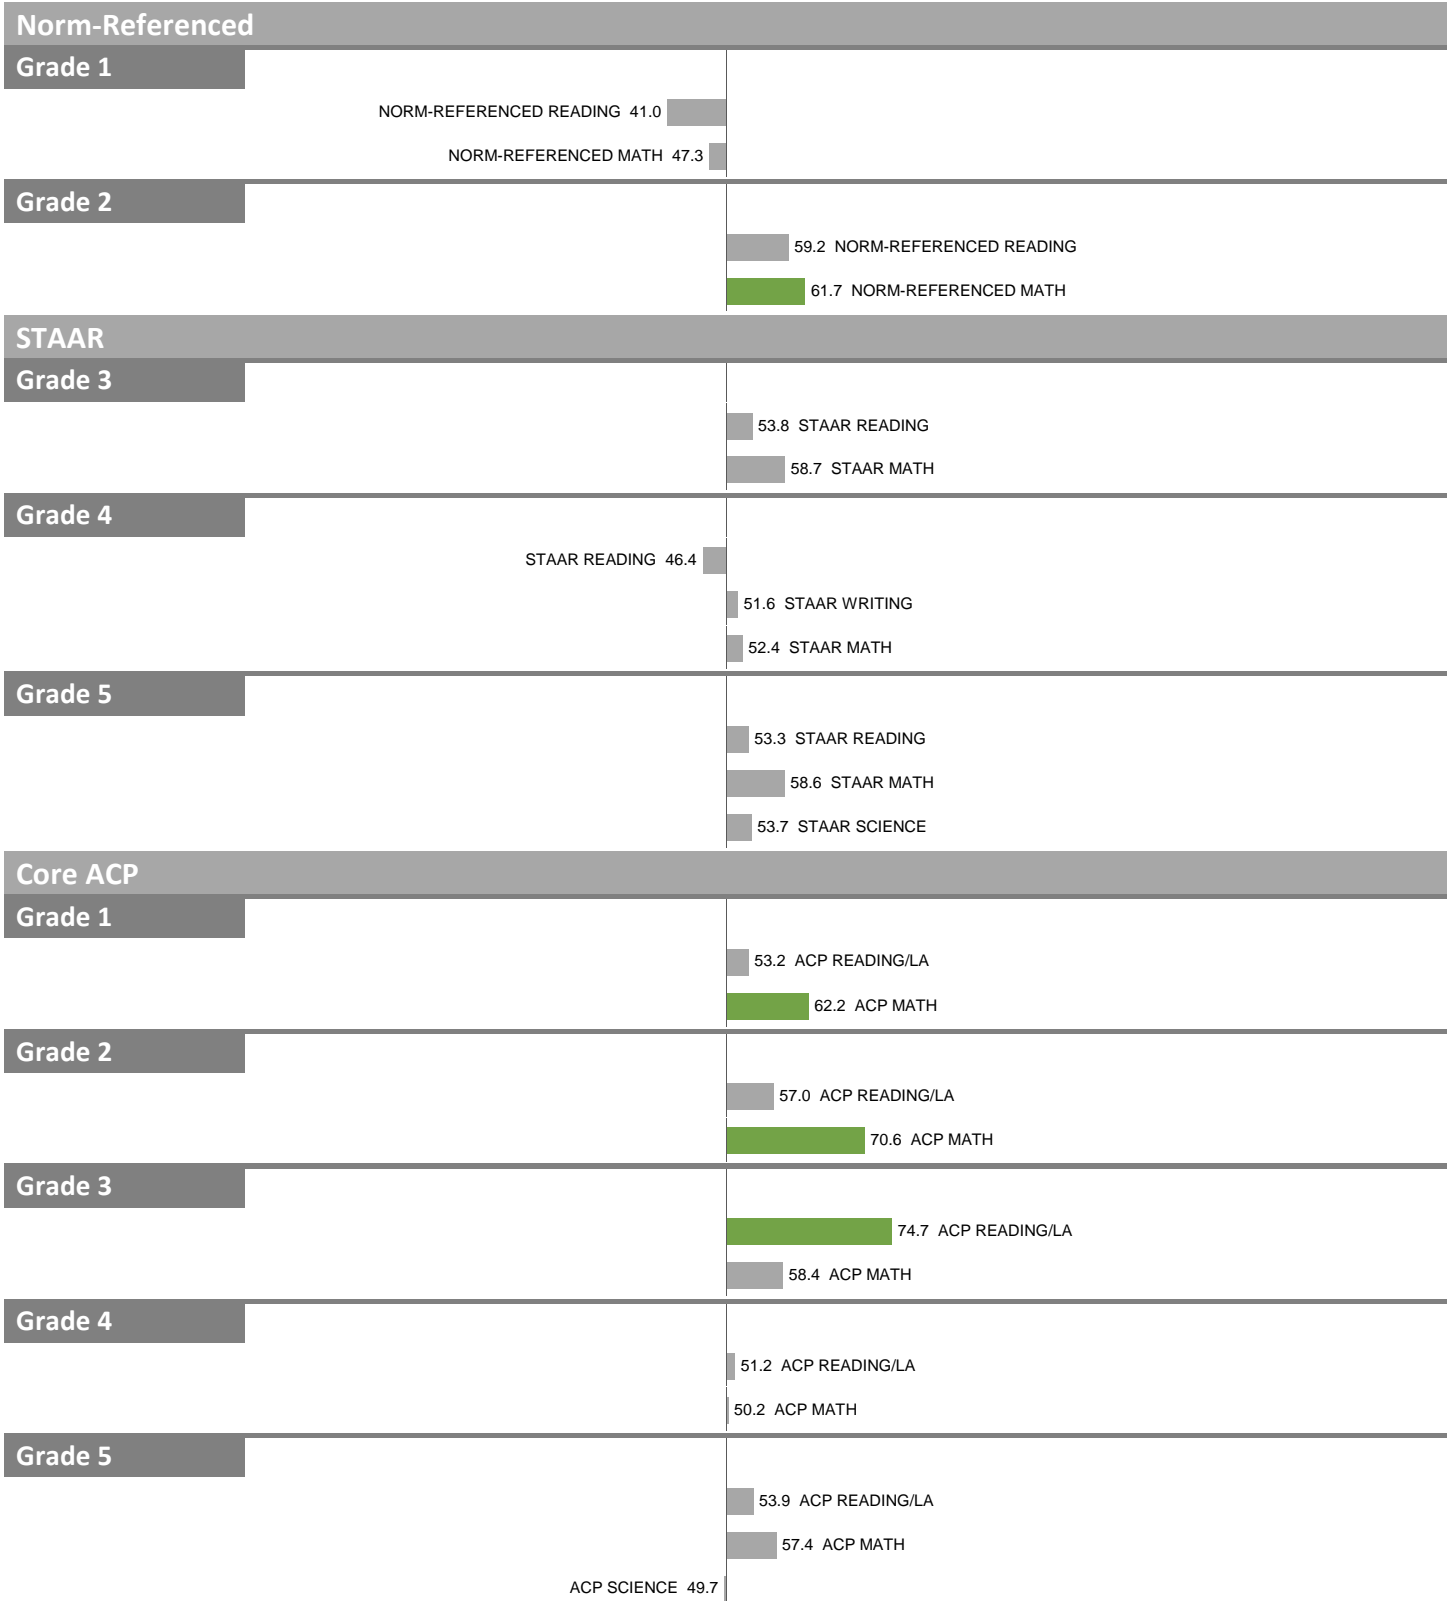 Norm-Referenced
Grade 1
NORM-REFERENCED READING 41.0
NORM-REFERENCED MATH 47.3
Grade 2
59.2 NORM-REFERENCED READING
61.7 NORM-REFERENCED MATH
STAAR
Grade 3
53.8 STAAR READING
58.7 STAAR MATH
Grade 4
STAAR READING 46.4
51.6 STAAR WRITING
52.4 STAAR MATH
Grade 5
53.3 STAAR READING
58.6 STAAR MATH
53.7 STAAR SCIENCE
Core ACP
Grade 1
53.2 ACP READING/LA
62.2 ACP MATH
Grade 2
57.0 ACP READING/LA
70.6 ACP MATH
Grade 3
74.7 ACP READING/LA
58.4 ACP MATH
Grade 4
51.2 ACP READING/LA
50.2 ACP MATH
Grade 5
53.9 ACP READING/LA
57.4 ACP MATH
ACP SCIENCE 49.7